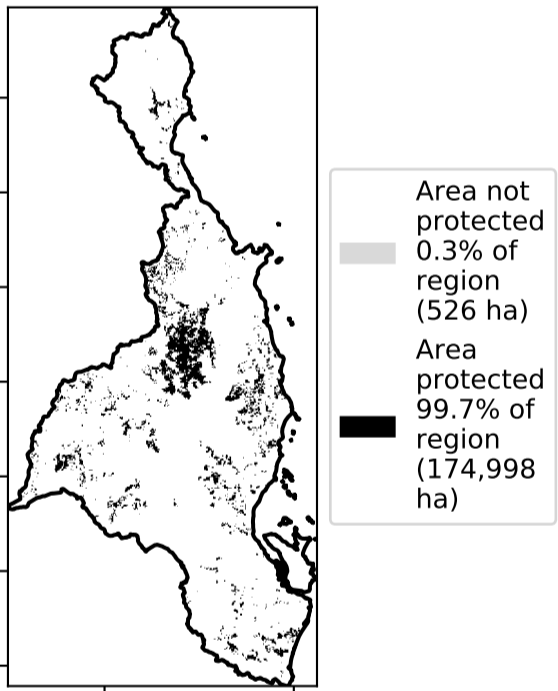 Area not
protected
0.3% of
region
(526 ha)
Area
protected
99.7% of
region
(174,998
ha)